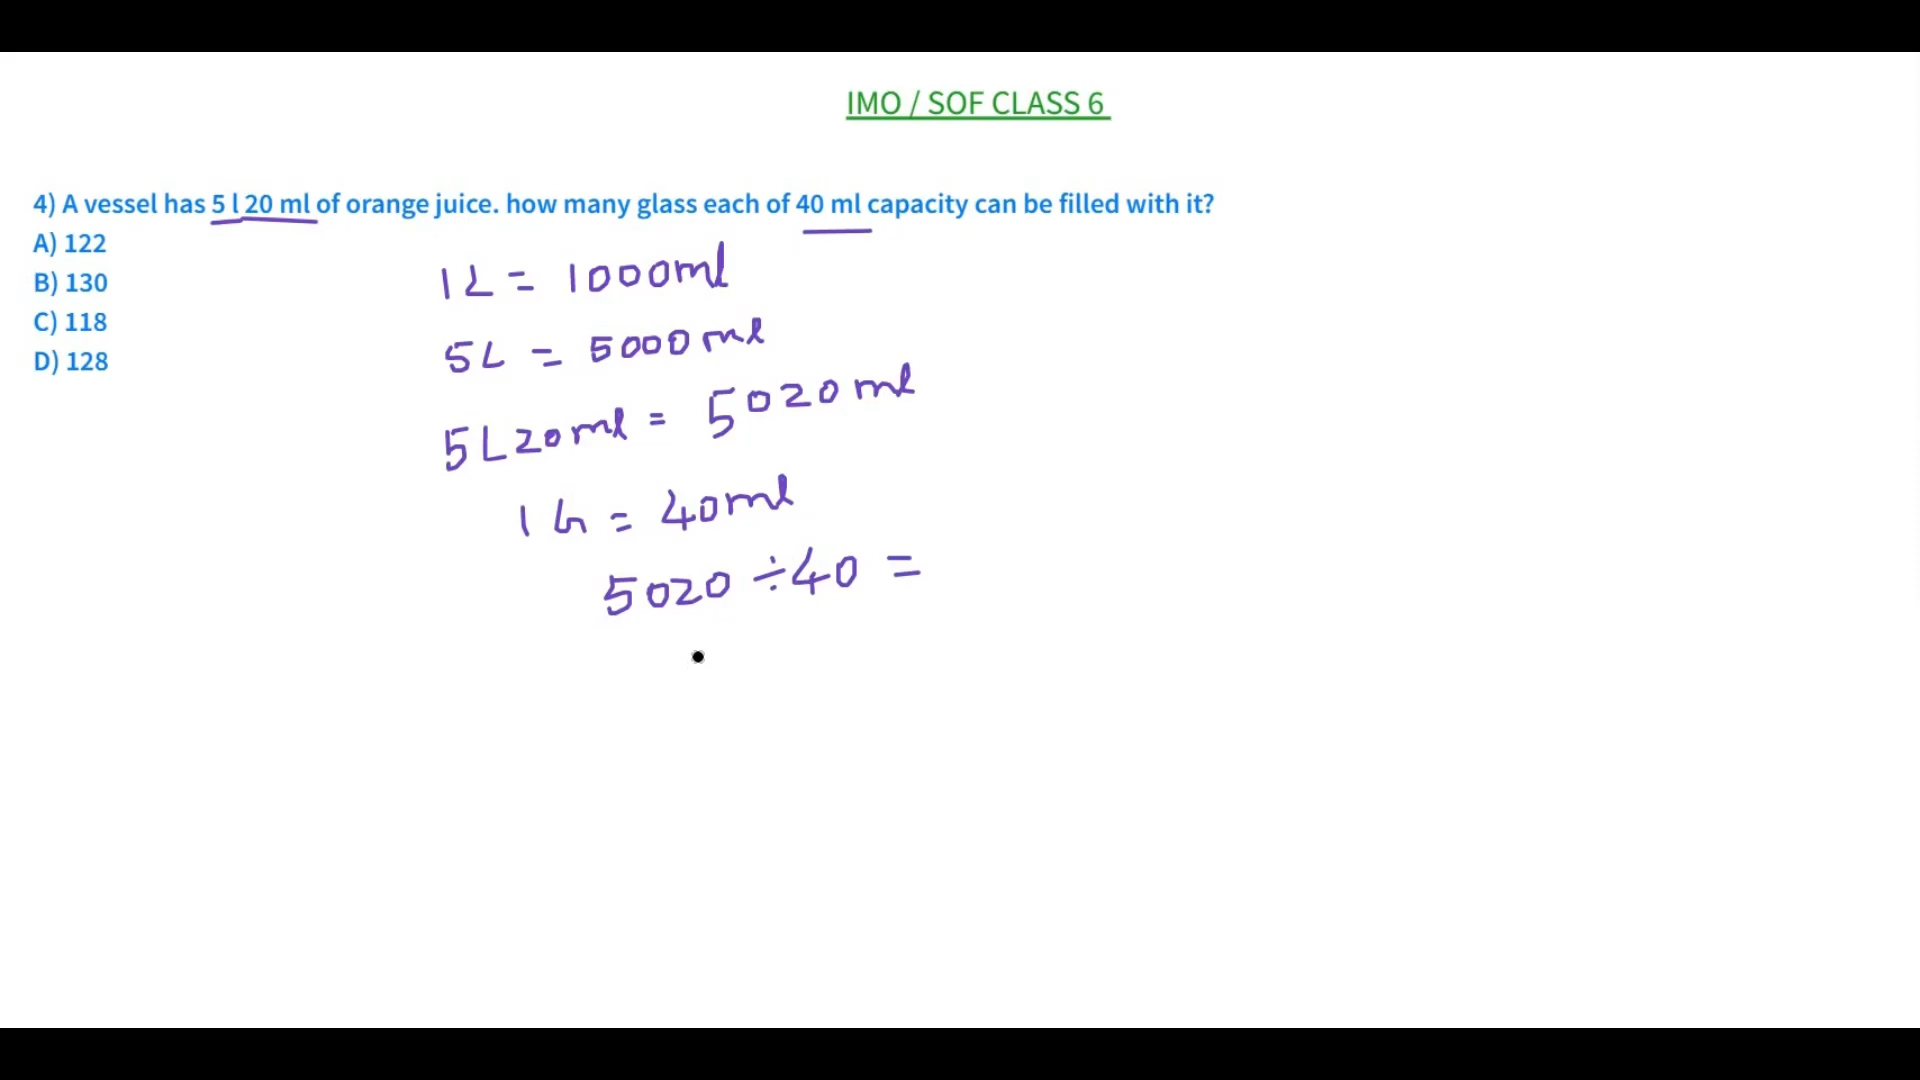 IMO / SOF CLASS 6
4) A vessel has 5 l 20 ml of orange juice. how many glass each of 40 ml capacity can be filled with it?
A) 122
B) 130
C) 118
D) 128
1L = 1000ml
5L = 5000ml
5L20ml = 5020ml
1G = 40ml
5020 ÷ 40 =